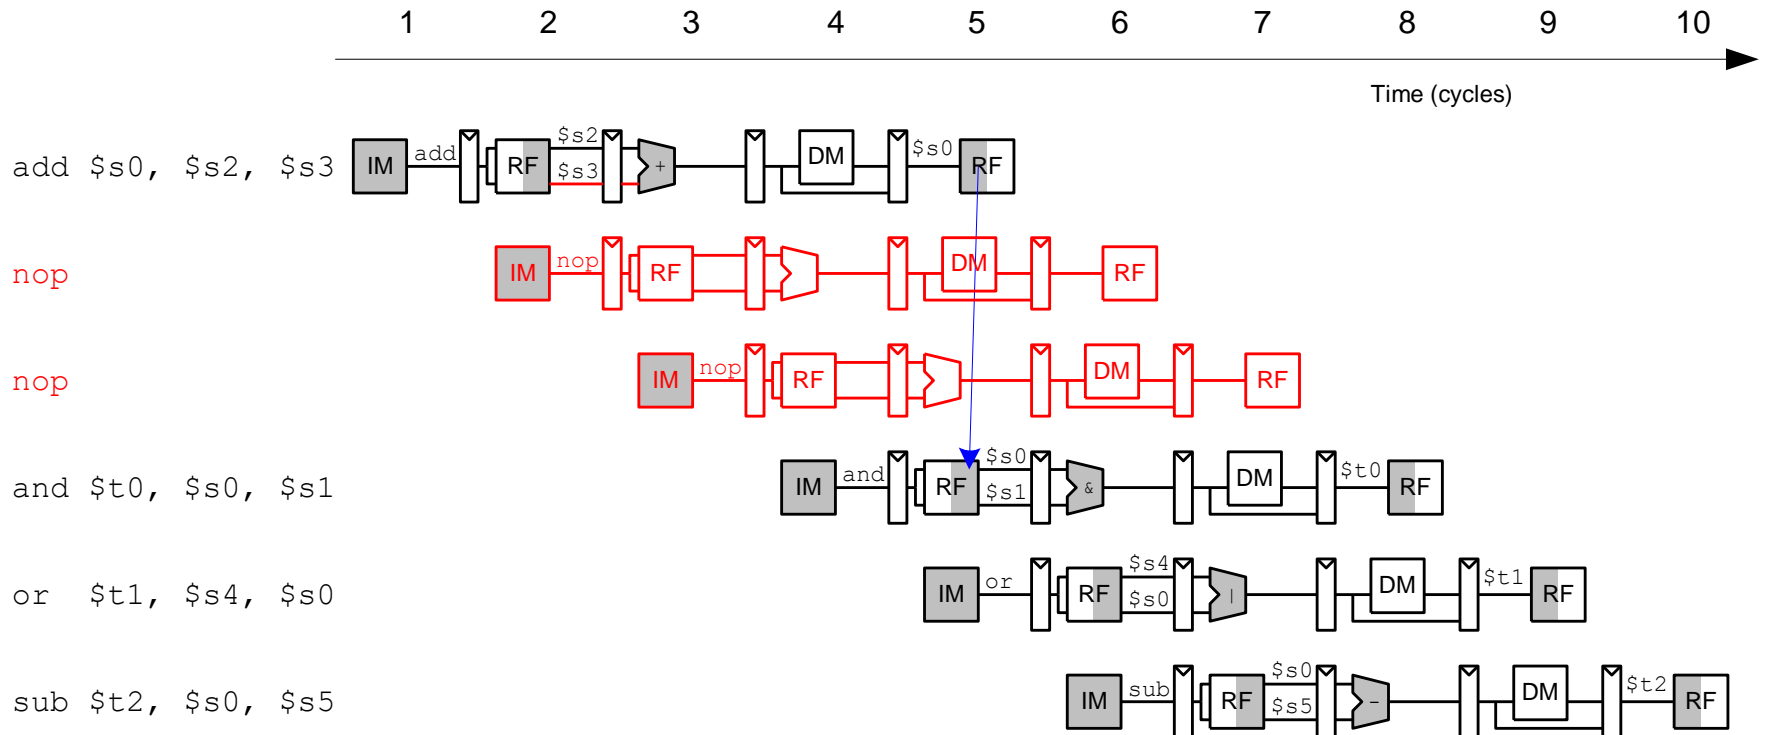 1 2 3 4 5 6 7 8 9 10
Time (cycles)
add $s0, $s2, $s3 IM add RF $s2 $s3 + DM $s0 RF
nop IM nop RF DM RF
nop IM nop RF DM RF
and $t0, $s0, $s1 IM and RF $s0 $s1 & DM $t0 RF
or $t1, $s4, $s0 IM or RF $s4 $s0 | DM $t1 RF
sub $t2, $s0, $s5 IM sub RF $s0 $s5 - DM $t2 RF